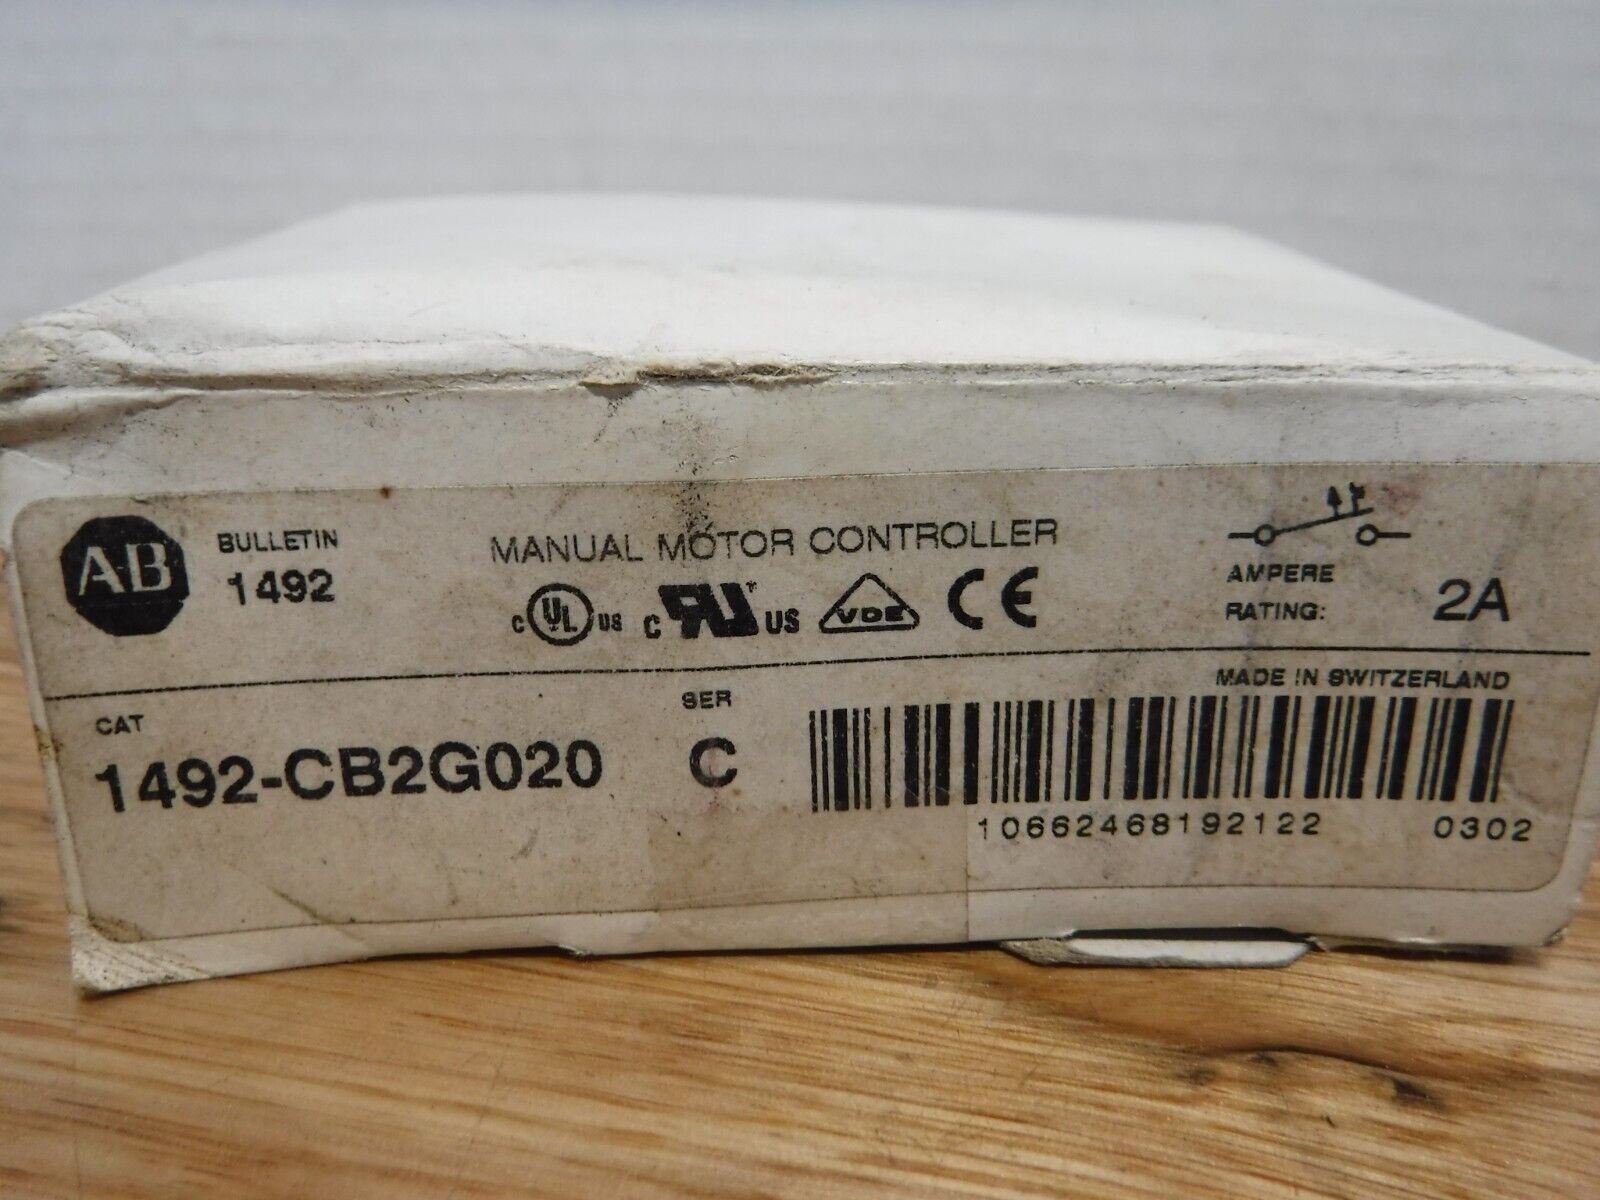 AB
BULLETIN
1492
MANUAL MOTOR CONTROLLER
C UL US C RU US VDE CE
AMPERE
RATING: 2A
MADE IN SWITZERLAND
CAT
1492-CB2G020
SER
C
10662468192122 0302